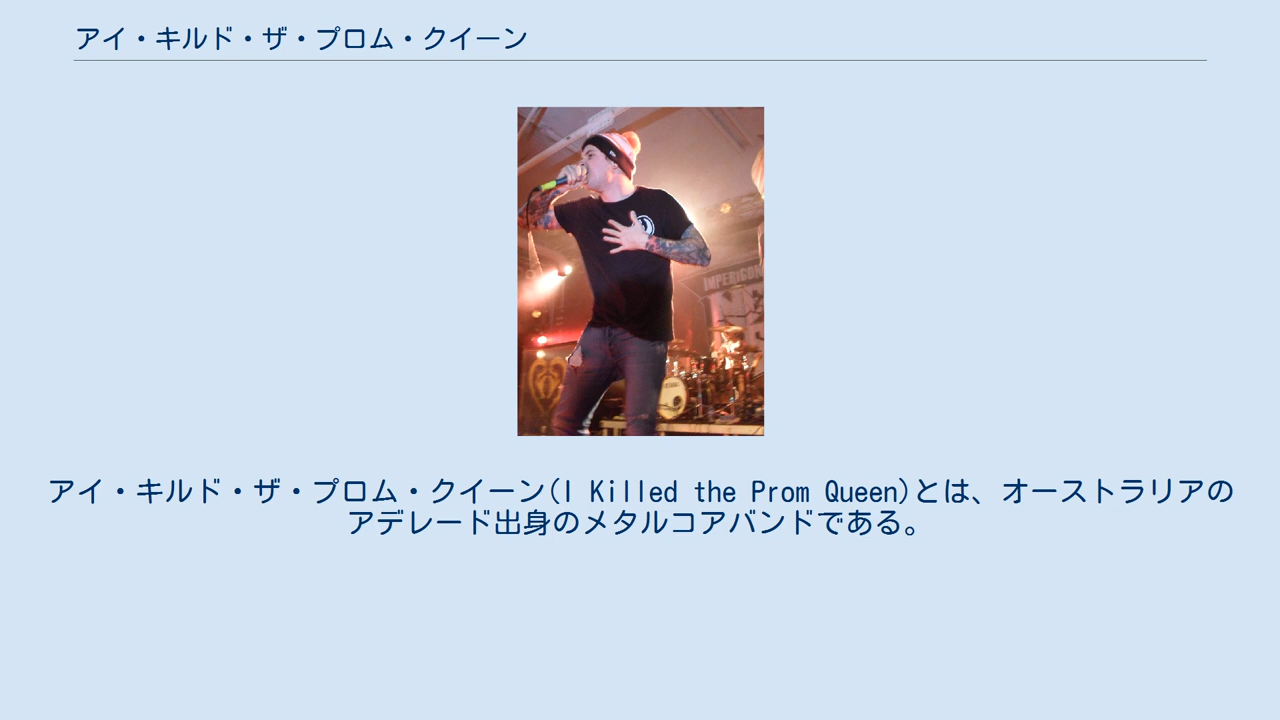 アイ・キルド・ザ・プロム・クイーン
IMPERICON
アイ・キルド・ザ・プロム・クイーン(I Killed the Prom Queen)とは、オーストラリアの
アデレード出身のメタルコアバンドである。